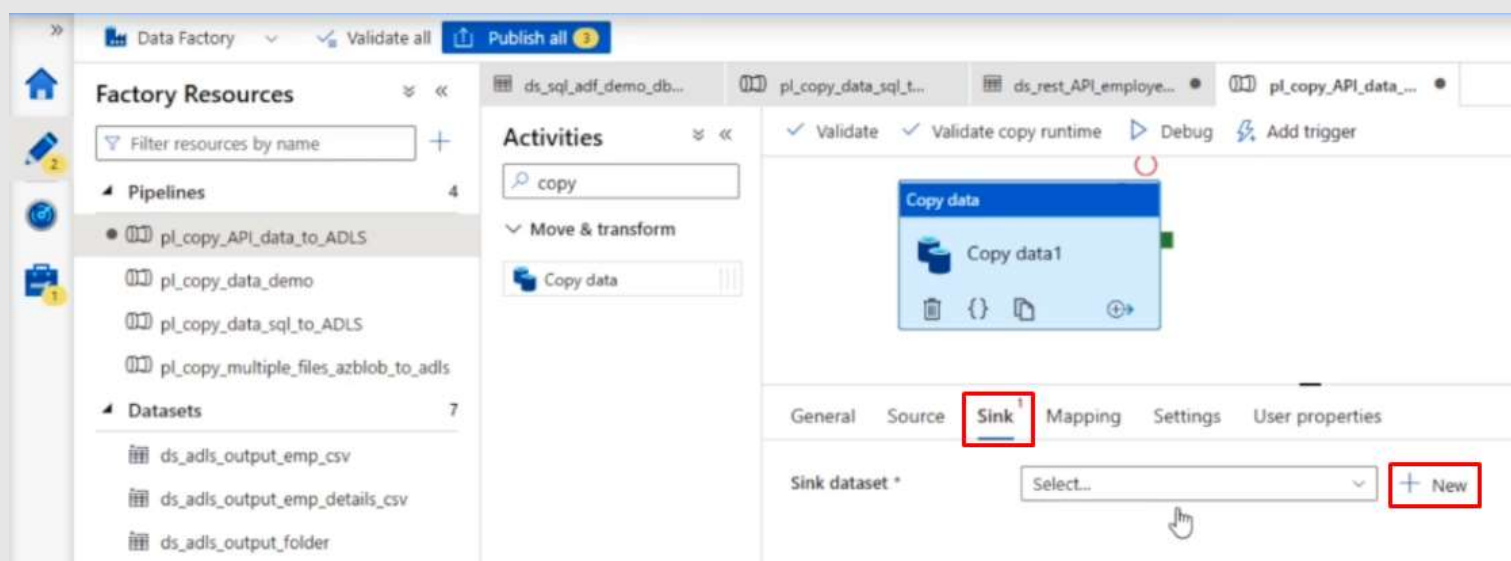 Data Factory
Validate all
Publish all 3
Factory Resources
Filter resources by name
Pipelines 4
pl_copy_API_data_to_ADLS
pl_copy_data_demo
pl_copy_data_sql_to_ADLS
pl_copy_multiple_files_azblob_to_adls
Datasets 7
ds_adls_output_emp_csv
ds_adls_output_emp_details_csv
ds_adls_output_folder
2
1
ds_sql_adf_demo_db...
pl_copy_data_sql_t...
ds_rest_API_employe...
pl_copy_API_data_...
Activities
copy
Move & transform
Copy data
Validate
Validate copy runtime
Debug
Add trigger
Copy data
Copy data1
{}
General Source Sink 1 Mapping Settings User properties
Sink dataset *
Select...
+ New